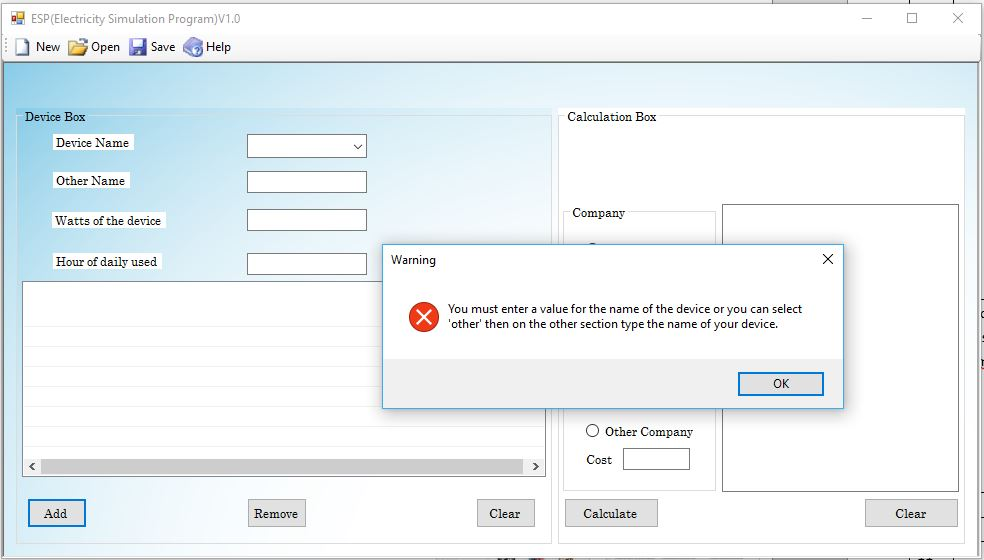 ESP(Electricity Simulation Program)V1.0
New Open Save Help
Device Box
Device Name
Other Name
Watts of the device
Hour of daily used
Add Remove Clear
Calculation Box
Company
Warning
You must enter a value for the name of the device or you can select
'other' then on the other section type the name of your device.
OK
Other Company
Cost
Calculate Clear